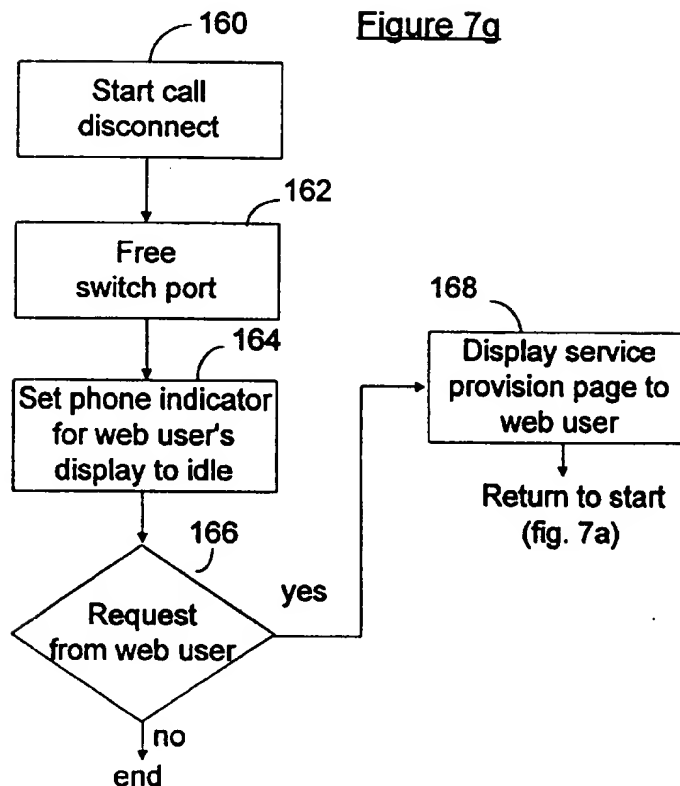 Figure 7g
160
Start call
disconnect
162
Free
switch port
164
Set phone indicator
for web user's
display to idle
166
Request
from web user
yes
no
end
168
Display service
provision page to
web user
Return to start
(fig. 7a)